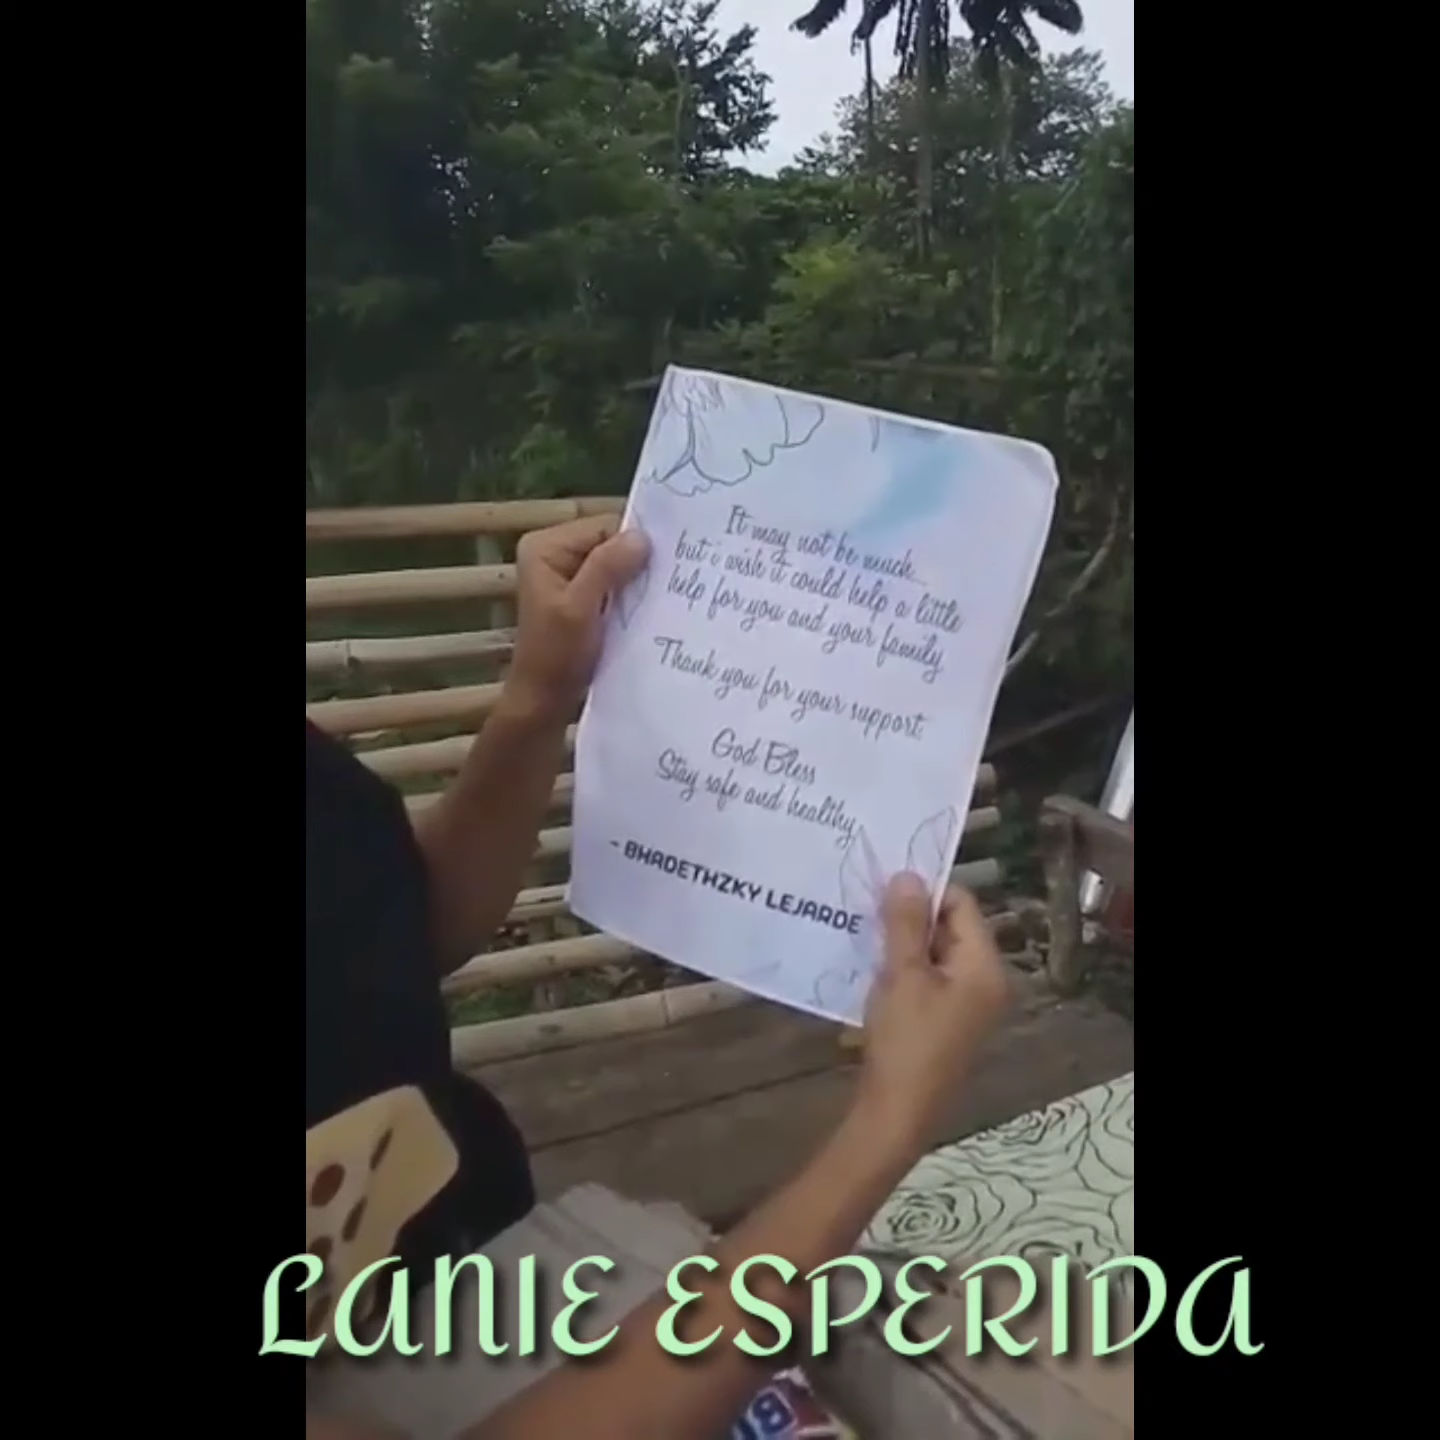 It may not be much...
but i wish it could help a little
help for you and your family
Thank you for your support.
God Bless
Stay safe and healthy
- BHADETHZKY LEJARDE
LANIE ESPERIDA